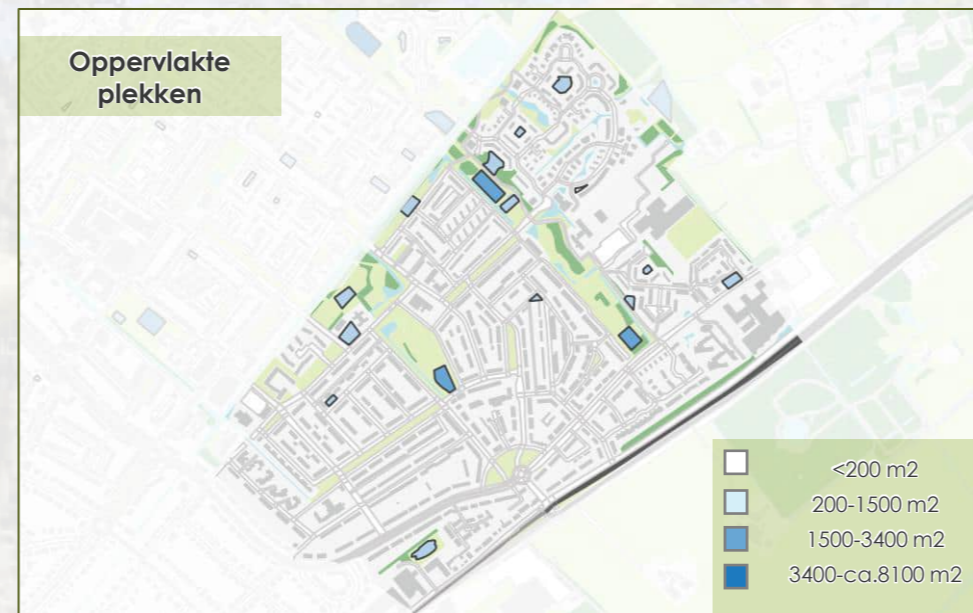 Oppervlakte
plekken
<200 m2
200-1500 m2
1500-3400 m2
3400-ca.8100 m2